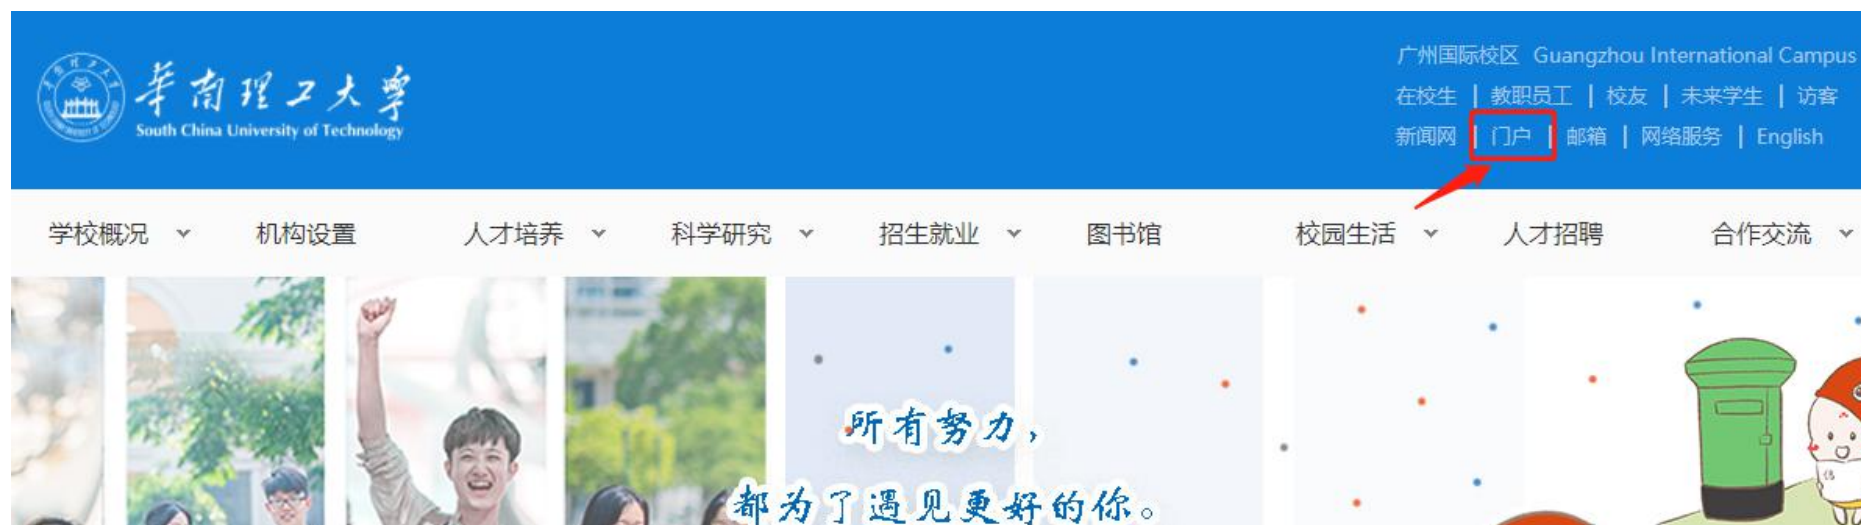 華南理工大學
South China University of Technology
广州国际校区 Guangzhou International Campus
在校生 | 教职员工 | 校友 | 未来学生 | 访客
新闻网 | 门户 | 邮箱 | 网络服务 | English
学校概况 机构设置 人才培养 科学研究 招生就业 图书馆 校园生活 人才招聘 合作交流
所有努力，
都为了遇见更好的你。